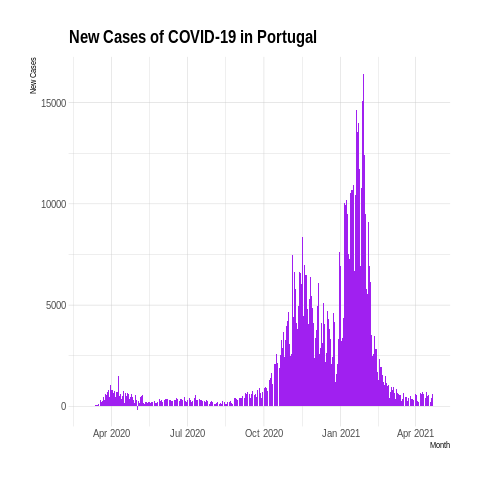 New Cases of COVID-19 in Portugal
New Cases
15000
10000
5000
0
Apr 2020 Jul 2020 Oct 2020 Jan 2021 Apr 2021
Month